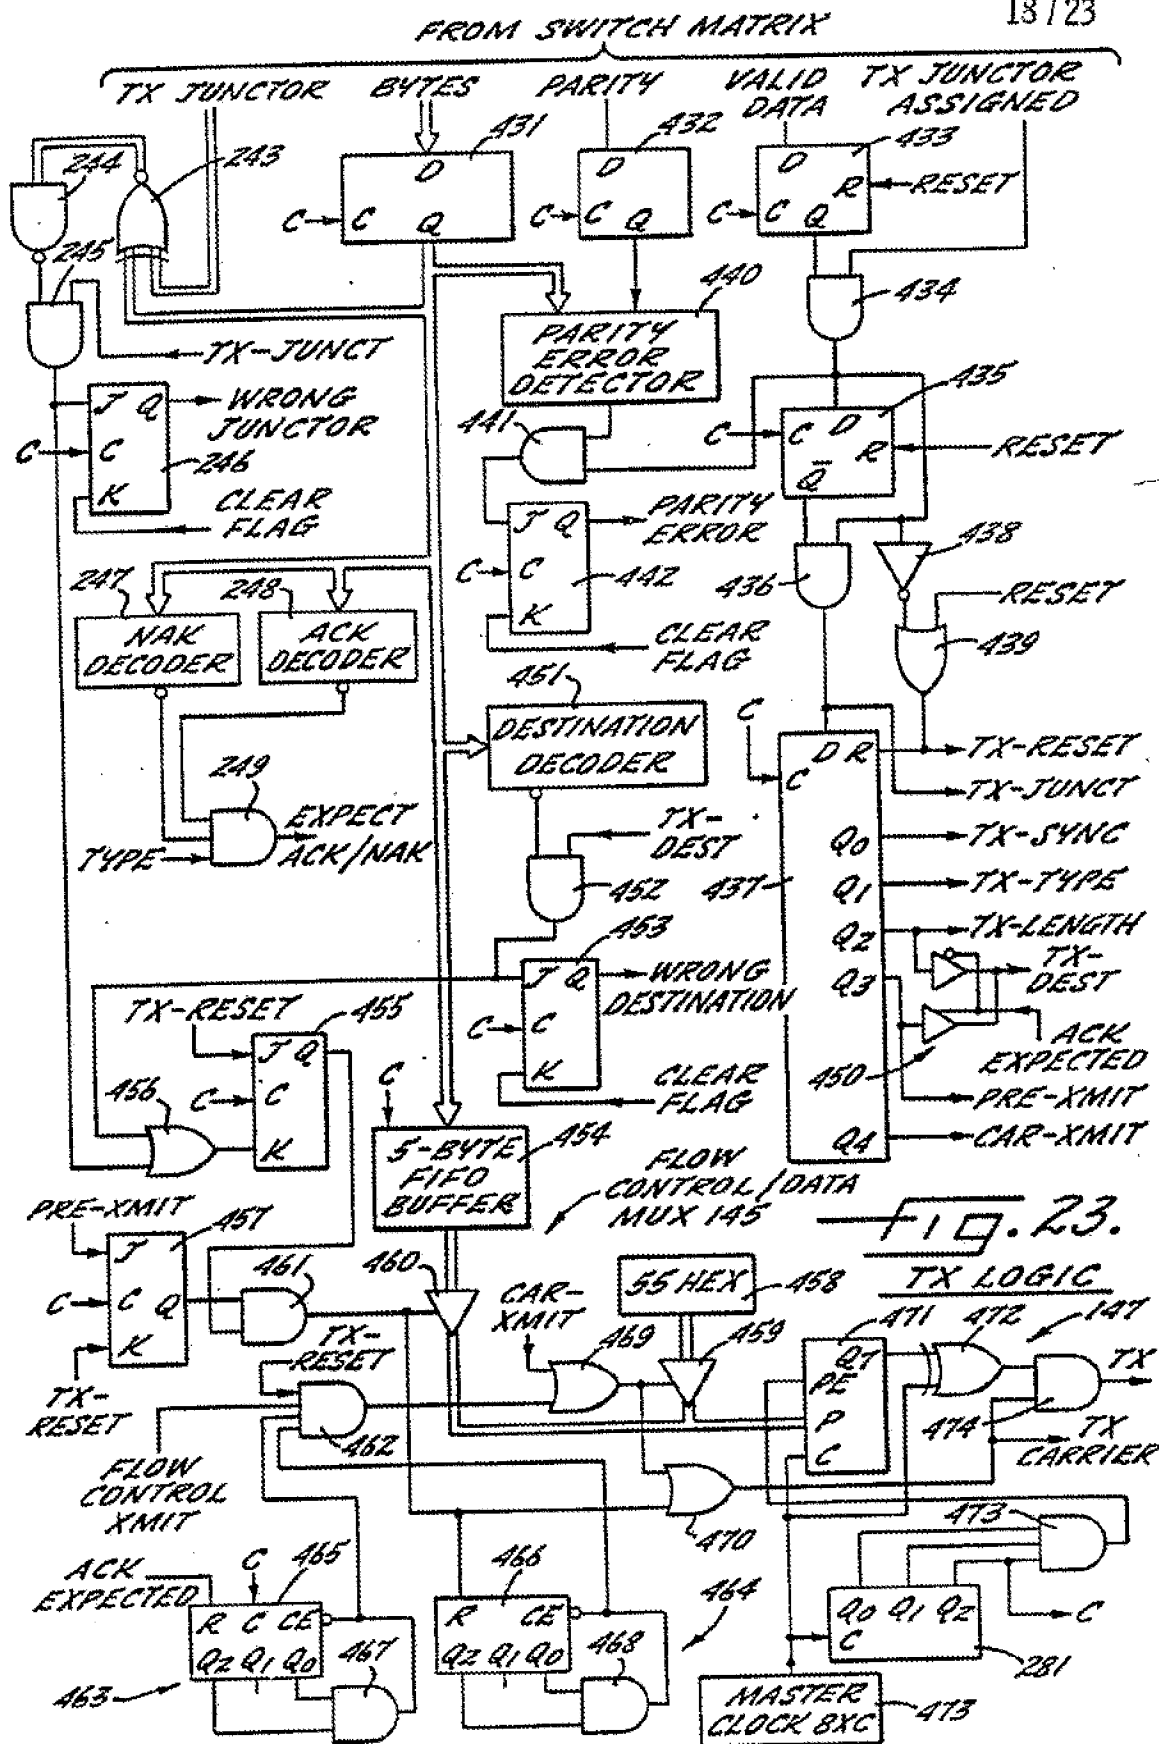 18/23
FROM SWITCH MATRIX
TX JUNCTOR
BYTES
PARITY
VALID
DATA
TX JUNCTOR
ASSIGNED
244
243
431
432
433
D
D
D
R
RESET
C
C
Q
C
C
Q
C
C
Q
245
440
434
PARITY
ERROR
DETECTOR
TX-JUNCT
J
Q
WRONG
JUNCTOR
C
C
246
K
CLEAR
FLAG
441
435
C
C
D
R
RESET
Q
J
Q
PARITY
ERROR
C
C
442
K
CLEAR
FLAG
436
438
RESET
439
247
248
NAK
DECODER
ACK
DECODER
451
DESTINATION
DECODER
C
D R
C
TX-RESET
TX-JUNCT
249
EXPECT
ACK/NAK
TYPE
TX-
DEST
452
437
Q0
TX-SYNC
Q1
TX-TYPE
Q2
TX-LENGTH
Q3
TX-
DEST
453
J
Q
WRONG
DESTINATION
C
C
K
CLEAR
FLAG
ACK
EXPECTED
450
PRE-XMIT
Q4
CAR-XMIT
TX-RESET
455
J
Q
C
C
K
456
C
5-BYTE
FIFO
BUFFER
454
FLOW
CONTROL/DATA
MUX 145
Fig. 23.
TX LOGIC
PRE-XMIT
457
J
C
C
Q
K
TX-
RESET
461
460
CAR-
XMIT
55 HEX
458
459
469
471
472
147
Q7
PE
P
C
TX
474
TX
CARRIER
TX-
RESET
462
FLOW
CONTROL
XMIT
470
473
ACK
EXPECTED
C
465
R
C
CE
Q2
Q1
Q0
467
463
466
R
CE
Q2
Q1
Q0
468
464
Q0
Q1
Q2
C
C
281
MASTER
CLOCK 8XC
473